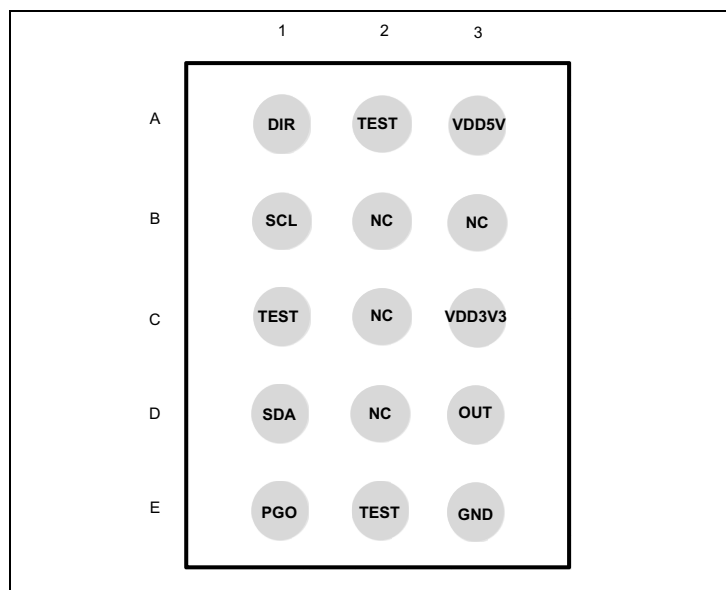 1 2 3
A DIR TEST VDD5V
B SCL NC NC
C TEST NC VDD3V3
D SDA NC OUT
E PGO TEST GND